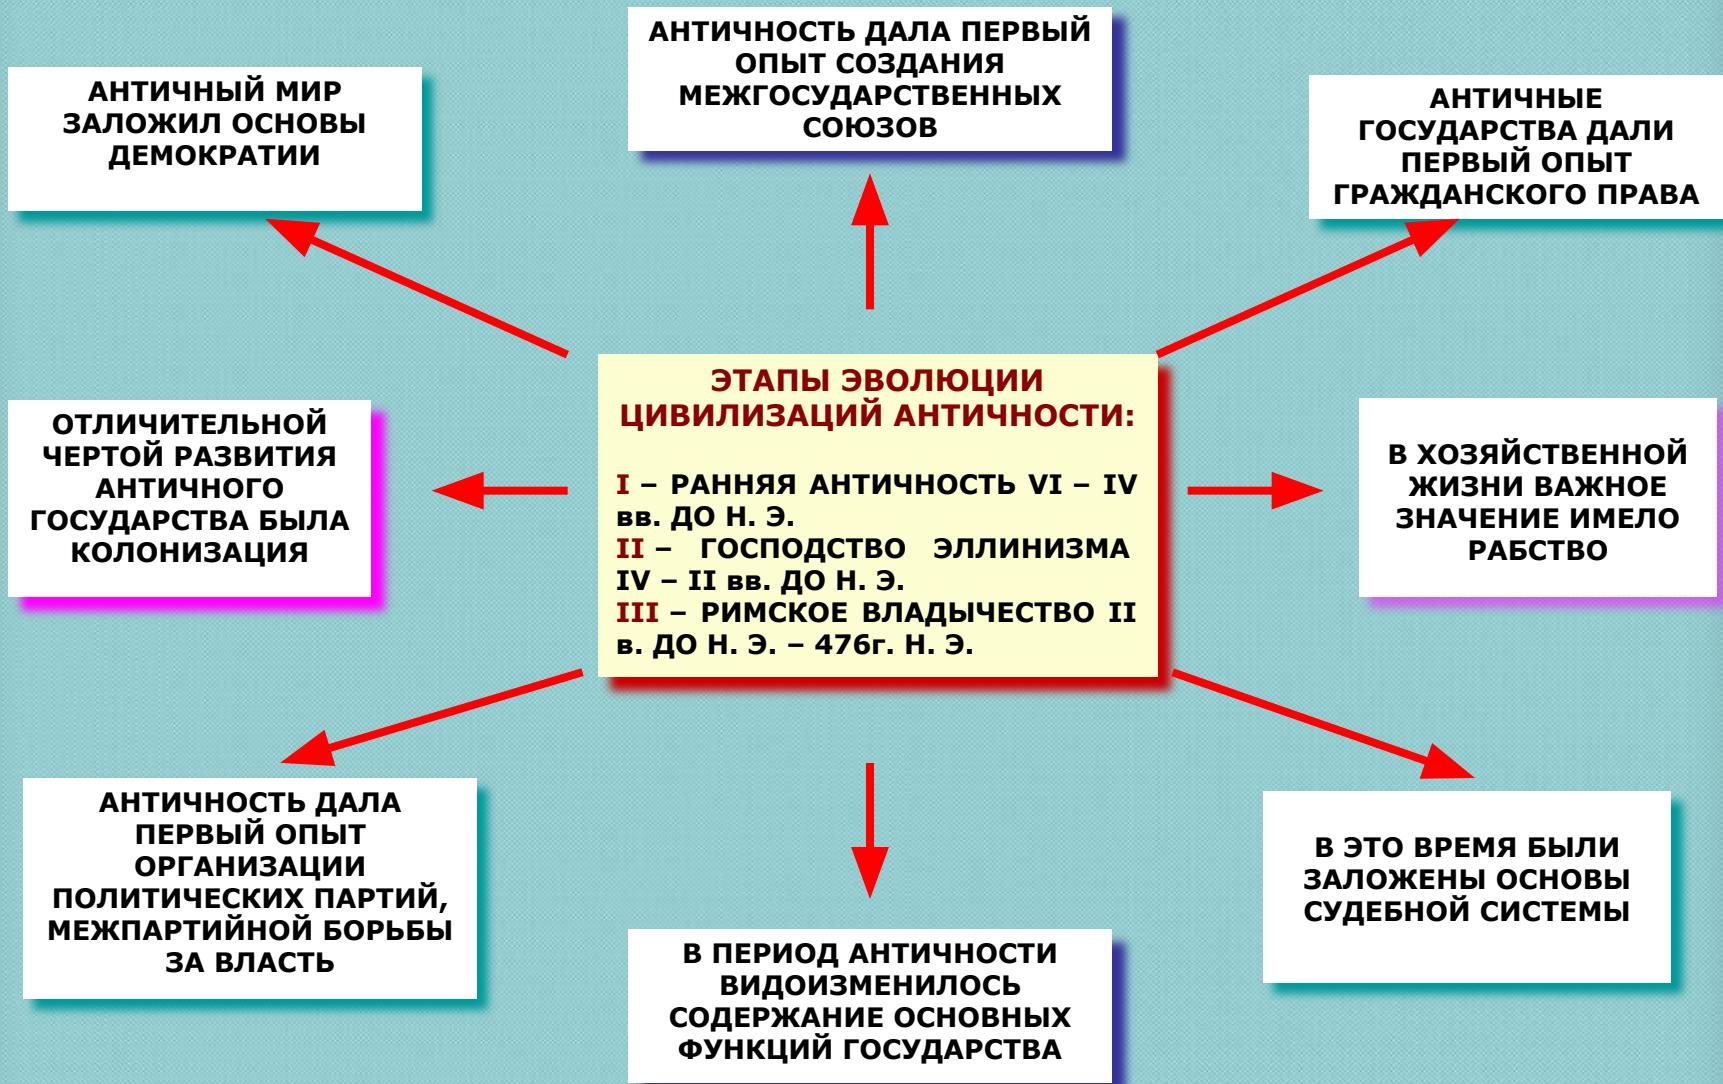 АНТИЧНОСТЬ ДАЛА ПЕРВЫЙ
ОПЫТ СОЗДАНИЯ
МЕЖГОСУДАРСТВЕННЫХ
СОЮЗОВ
АНТИЧНЫЙ МИР
ЗАЛОЖИЛ ОСНОВЫ
ДЕМОКРАТИИ
АНТИЧНЫЕ
ГОСУДАРСТВА ДАЛИ
ПЕРВЫЙ ОПЫТ
ГРАЖДАНСКОГО ПРАВА
ОТЛИЧИТЕЛЬНОЙ
ЧЕРТОЙ РАЗВИТИЯ
АНТИЧНОГО
ГОСУДАРСТВА БЫЛА
КОЛОНИЗАЦИЯ
ЭТАПЫ ЭВОЛЮЦИИ
ЦИВИЛИЗАЦИЙ АНТИЧНОСТИ:
I – РАННЯЯ АНТИЧНОСТЬ VI – IV
вв. ДО Н. Э.
II – ГОСПОДСТВО ЭЛЛИНИЗМА
IV – II вв. ДО Н. Э.
III – РИМСКОЕ ВЛАДЫЧЕСТВО II
в. ДО Н. Э. – 476г. Н. Э.
В ХОЗЯЙСТВЕННОЙ
ЖИЗНИ ВАЖНОЕ
ЗНАЧЕНИЕ ИМЕЛО
РАБСТВО
АНТИЧНОСТЬ ДАЛА
ПЕРВЫЙ ОПЫТ
ОРГАНИЗАЦИИ
ПОЛИТИЧЕСКИХ ПАРТИЙ,
МЕЖПАРТИЙНОЙ БОРЬБЫ
ЗА ВЛАСТЬ
В ПЕРИОД АНТИЧНОСТИ
ВИДОИЗМЕНИЛОСЬ
СОДЕРЖАНИЕ ОСНОВНЫХ
ФУНКЦИЙ ГОСУДАРСТВА
В ЭТО ВРЕМЯ БЫЛИ
ЗАЛОЖЕНЫ ОСНОВЫ
СУДЕБНОЙ СИСТЕМЫ